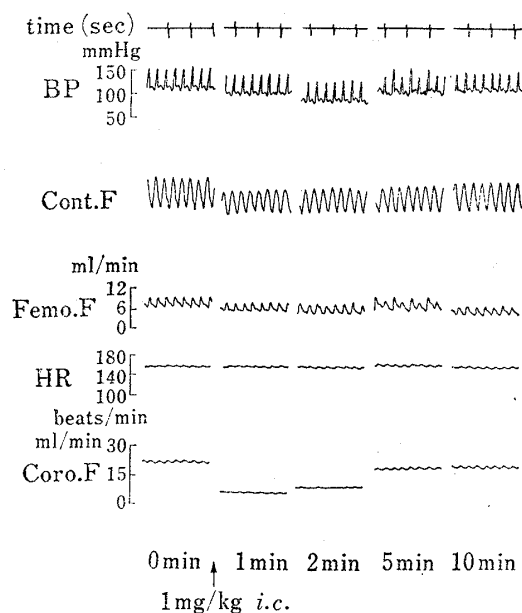 time (sec)
mmHg
BP
150
100
50
Cont.F
ml/min
Femo.F
12
6
0
HR
180
140
100
beats/min
ml/min
Coro.F
30
15
0
0min 1min 2min 5min 10min
1mg/kg i.c.